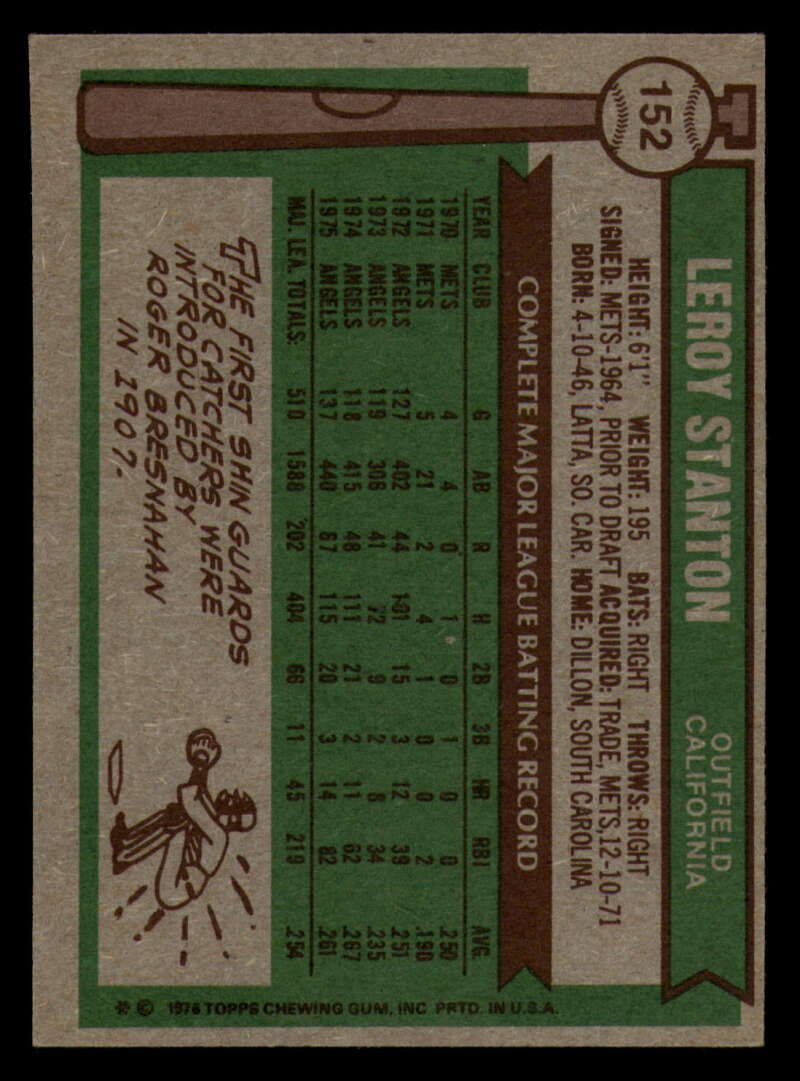 152
T
LEROY STANTON
OUTFIELD
CALIFORNIA
HEIGHT: 6'1" WEIGHT: 195 BATS: RIGHT THROWS: RIGHT
SIGNED: METS-1964, PRIOR TO DRAFT ACQUIRED: TRADE, METS,12-10-71
BORN: 4-10-46, LATTA, SO. CAR. HOME: DILLON, SOUTH CAROLINA
COMPLETE MAJOR LEAGUE BATTING RECORD
YEAR CLUB G AB R H 2B 3B HR RBI AVG.
1970 METS 4 4 0 1 0 1 0 0 .250
1971 METS 5 21 2 4 1 0 0 2 .190
1972 ANGELS 127 402 44 101 15 3 12 39 .251
1973 ANGELS 119 306 41 72 9 2 8 34 .235
1974 ANGELS 118 415 48 111 21 2 11 62 .267
1975 ANGELS 137 440 67 115 20 3 14 82 .261
MAJ. LEA. TOTALS: 510 1588 202 404 66 11 45 219 .254
THE FIRST SHIN GUARDS
FOR CATCHERS WERE
INTRODUCED BY
ROGER BRESNAHAN
IN 1907.
* © 1976 TOPPS CHEWING GUM, INC PRTD. IN U.S.A.